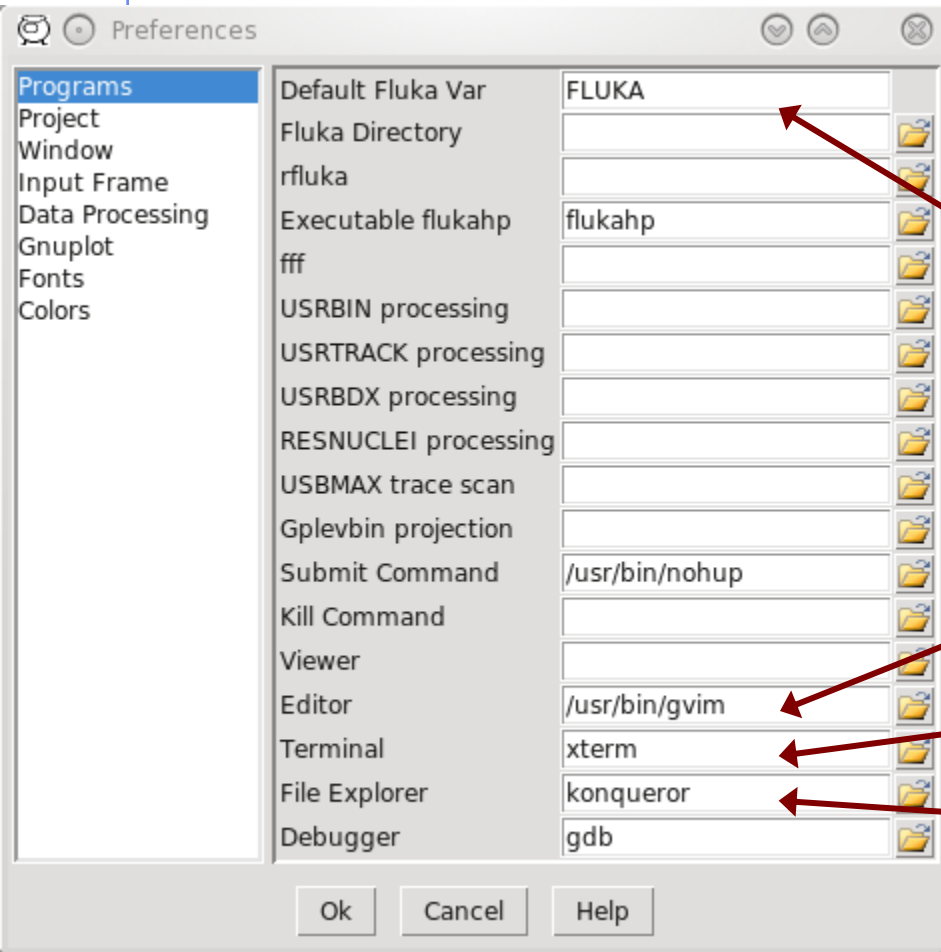 Preferences
Programs
Project
Window
Input Frame
Data Processing
Gnuplot
Fonts
Colors
Default Fluka Var FLUKA
Fluka Directory
rfluka
Executable flukahp flukahp
fff
USRBIN processing
USRTRACK processing
USRBDX processing
RESNUCLEI processing
USBMAX trace scan
Gplevbin projection
Submit Command /usr/bin/nohup
Kill Command
Viewer
Editor /usr/bin/gvim
Terminal xterm
File Explorer konqueror
Debugger gdb
Ok Cancel Help